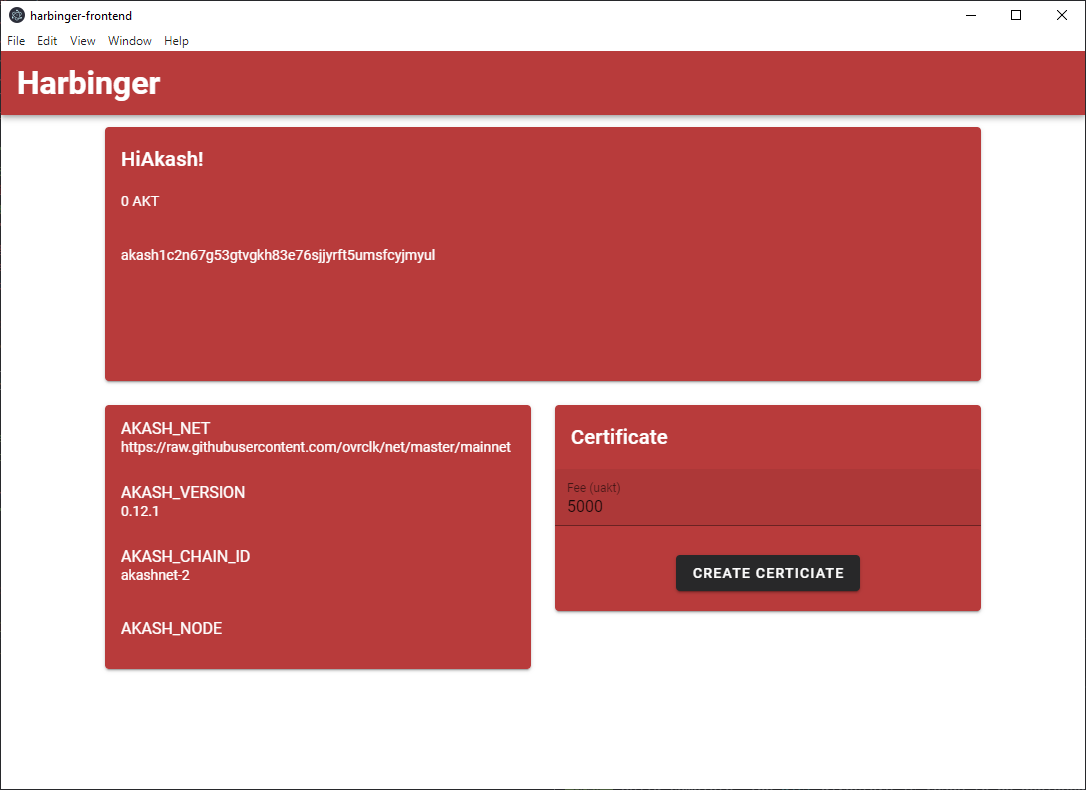 harbinger-frontend
File Edit View Window Help
Harbinger
HiAkash!
0 AKT
akash1c2n67g53gtvgkh83e76sjjyrft5umsfcyjmyul
AKASH_NET
https://raw.githubusercontent.com/ovrclk/net/master/mainnet
AKASH_VERSION
0.12.1
AKASH_CHAIN_ID
akashnet-2
AKASH_NODE
Certificate
Fee (uakt)
5000
CREATE CERTICIATE